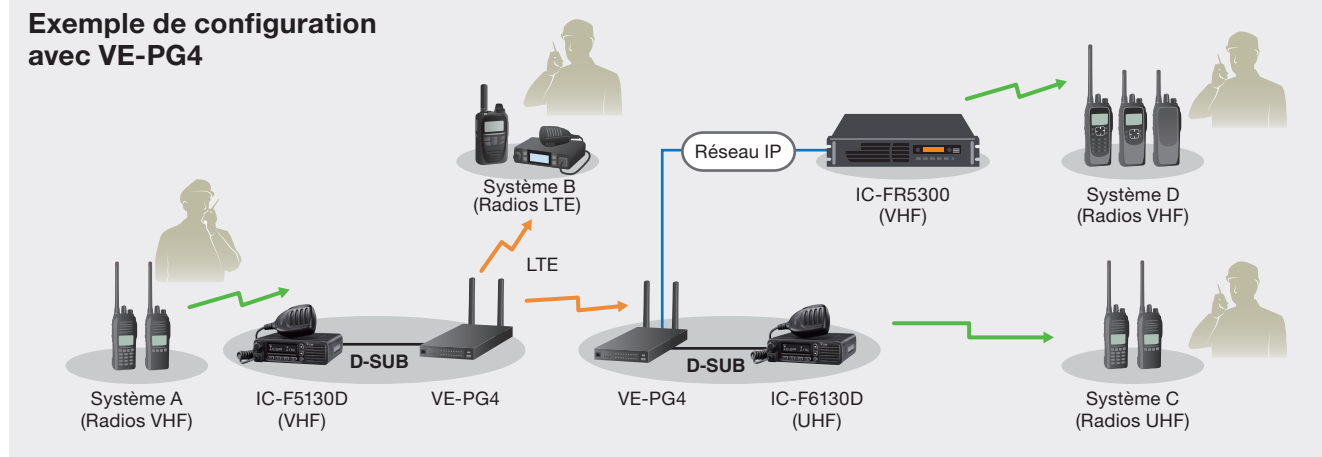 Exemple de configuration
avec VE-PG4
Système B
(Radios LTE)
Réseau IP
IC-FR5300
(VHF)
Système D
(Radios VHF)
LTE
D-SUB
D-SUB
Système A
(Radios VHF)
IC-F5130D
(VHF)
VE-PG4
VE-PG4
IC-F6130D
(UHF)
Système C
(Radios UHF)